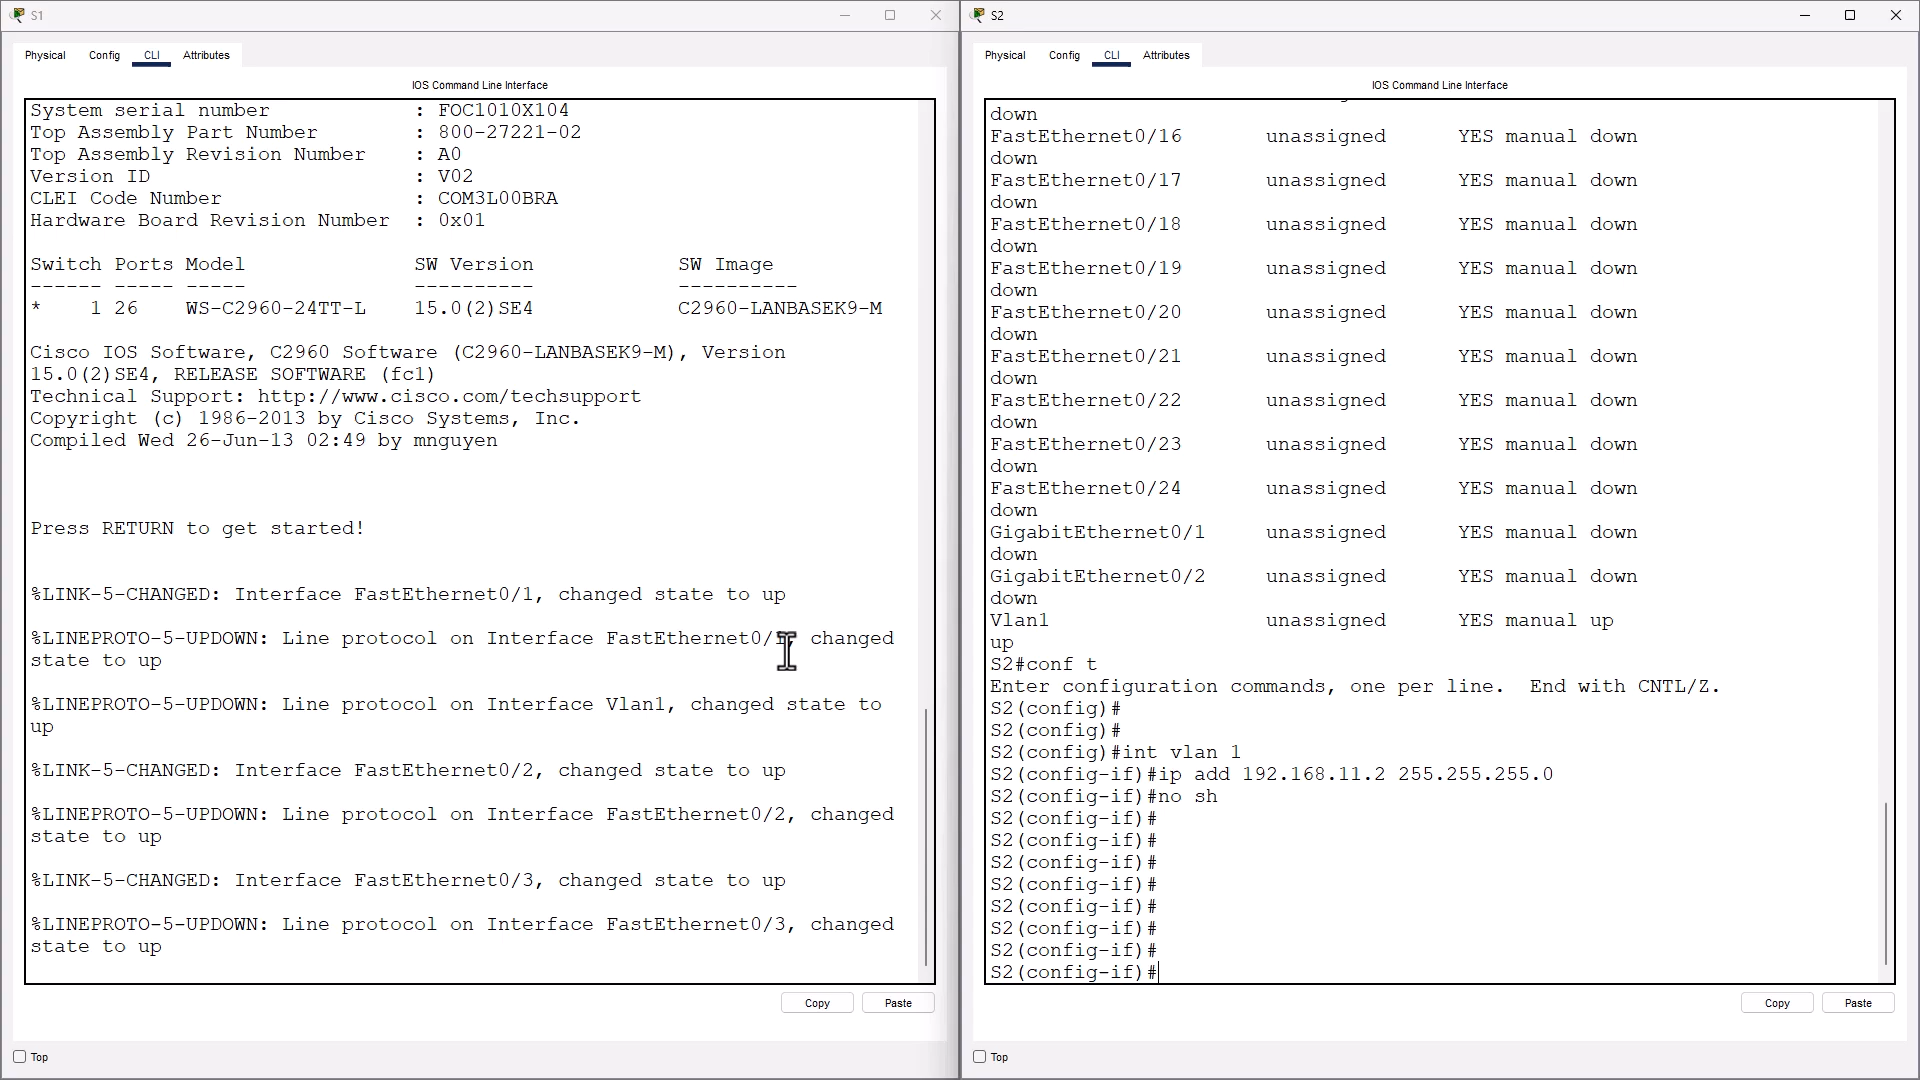 S1
Physical Config CLI Attributes
IOS Command Line Interface
System serial number : FOC1010X104
Top Assembly Part Number : 800-27221-02
Top Assembly Revision Number : A0
Version ID : V02
CLEI Code Number : COM3L00BRA
Hardware Board Revision Number : 0x01
Switch Ports Model SW Version SW Image
------ ----- ----- ---------- ----------
* 1 26 WS-C2960-24TT-L 15.0(2)SE4 C2960-LANBASEK9-M
Cisco IOS Software, C2960 Software (C2960-LANBASEK9-M), Version
15.0(2)SE4, RELEASE SOFTWARE (fc1)
Technical Support: http://www.cisco.com/techsupport
Copyright (c) 1986-2013 by Cisco Systems, Inc.
Compiled Wed 26-Jun-13 02:49 by mnguyen
Press RETURN to get started!
%LINK-5-CHANGED: Interface FastEthernet0/1, changed state to up
%LINEPROTO-5-UPDOWN: Line protocol on Interface FastEthernet0/1, changed
state to up
%LINEPROTO-5-UPDOWN: Line protocol on Interface Vlan1, changed state to
up
%LINK-5-CHANGED: Interface FastEthernet0/2, changed state to up
%LINEPROTO-5-UPDOWN: Line protocol on Interface FastEthernet0/2, changed
state to up
%LINK-5-CHANGED: Interface FastEthernet0/3, changed state to up
%LINEPROTO-5-UPDOWN: Line protocol on Interface FastEthernet0/3, changed
state to up
Copy Paste
Top
S2
Physical Config CLI Attributes
IOS Command Line Interface
down
FastEthernet0/16 unassigned YES manual down
down
FastEthernet0/17 unassigned YES manual down
down
FastEthernet0/18 unassigned YES manual down
down
FastEthernet0/19 unassigned YES manual down
down
FastEthernet0/20 unassigned YES manual down
down
FastEthernet0/21 unassigned YES manual down
down
FastEthernet0/22 unassigned YES manual down
down
FastEthernet0/23 unassigned YES manual down
down
FastEthernet0/24 unassigned YES manual down
down
GigabitEthernet0/1 unassigned YES manual down
down
GigabitEthernet0/2 unassigned YES manual down
down
Vlan1 unassigned YES manual up
up
S2#conf t
Enter configuration commands, one per line. End with CNTL/Z.
S2(config)#
S2(config)#
S2(config)#int vlan 1
S2(config-if)#ip add 192.168.11.2 255.255.255.0
S2(config-if)#no sh
S2(config-if)#
S2(config-if)#
S2(config-if)#
S2(config-if)#
S2(config-if)#
S2(config-if)#
S2(config-if)#
S2(config-if)#
Copy Paste
Top